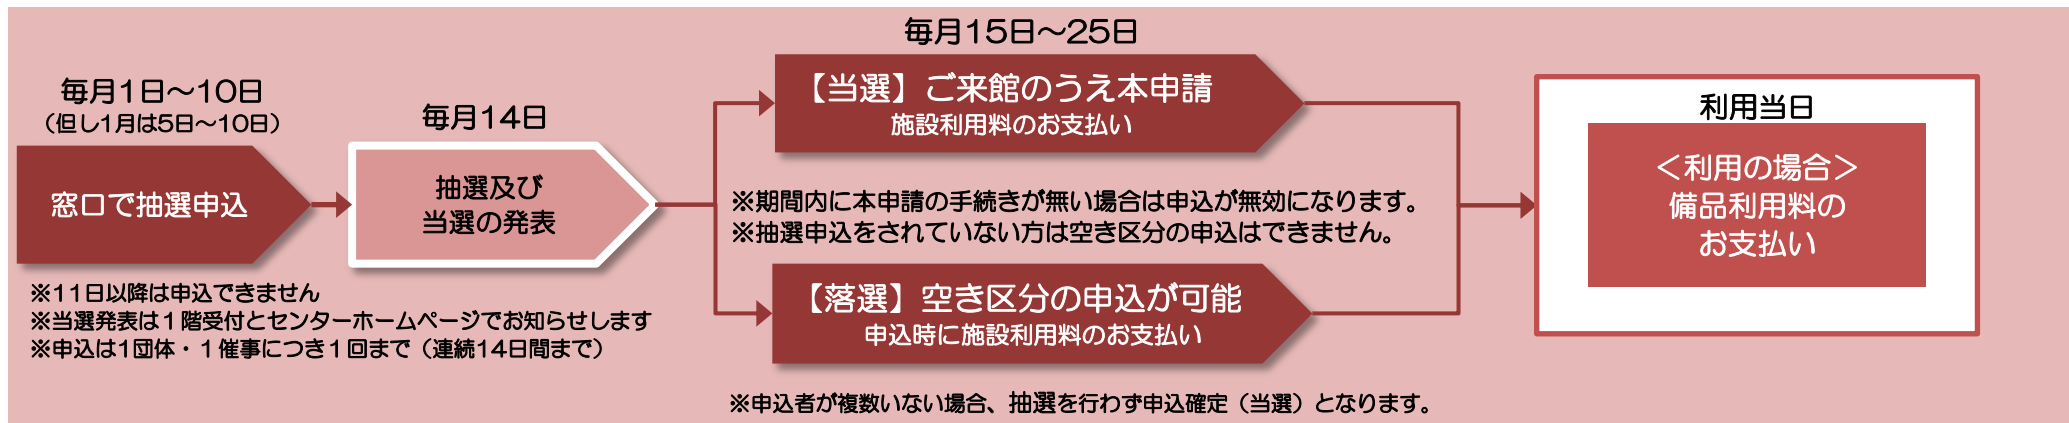 毎月1日～10日
（但し1月は5日～10日）
窓口で抽選申込
※11日以降は申込できません
※当選発表は１階受付とセンターホームページでお知らせします
※申込は1団体・１催事につき１回まで（連続14日間まで）
毎月14日
抽選及び
当選の発表
毎月15日～25日
【当選】ご来館のうえ本申請
施設利用料のお支払い
※期間内に本申請の手続きが無い場合は申込が無効になります。
※抽選申込をされていない方は空き区分の申込はできません。
【落選】空き区分の申込が可能
申込時に施設利用料のお支払い
※申込者が複数いない場合、抽選を行わず申込確定（当選）となります。
利用当日
＜利用の場合＞
備品利用料の
お支払い